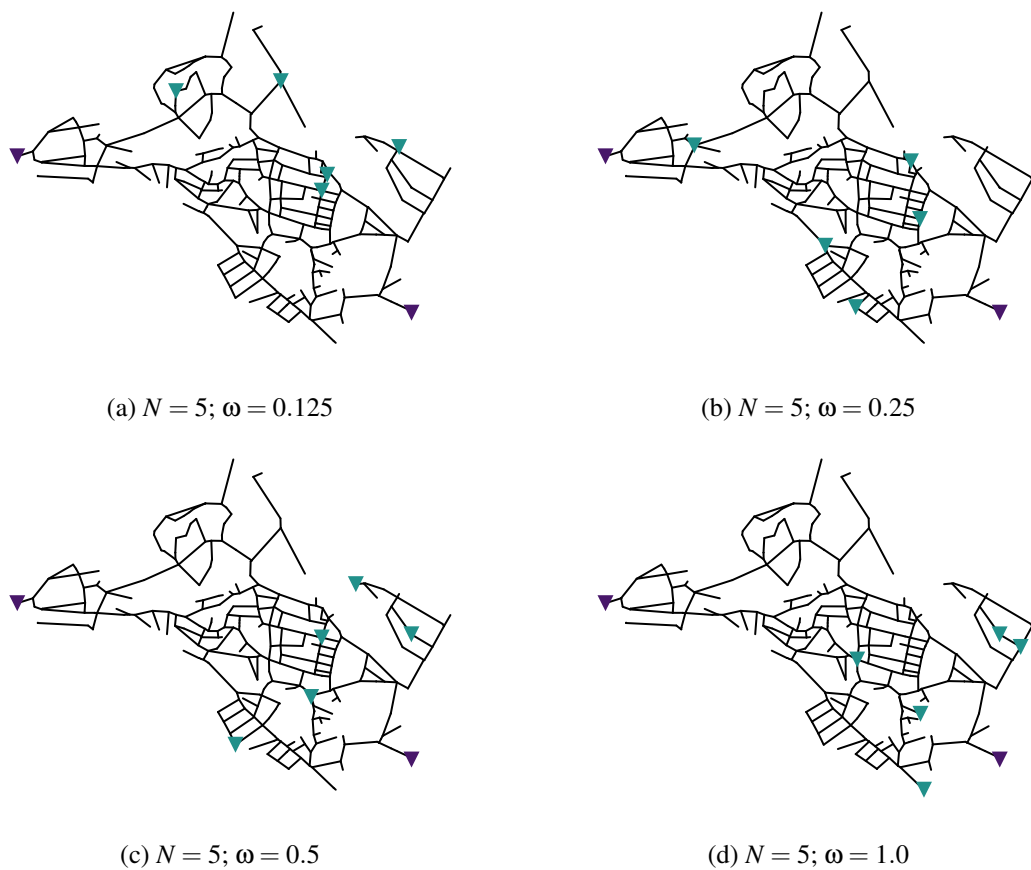 (a) N = 5; ω = 0.125
(b) N = 5; ω = 0.25
(c) N = 5; ω = 0.5
(d) N = 5; ω = 1.0